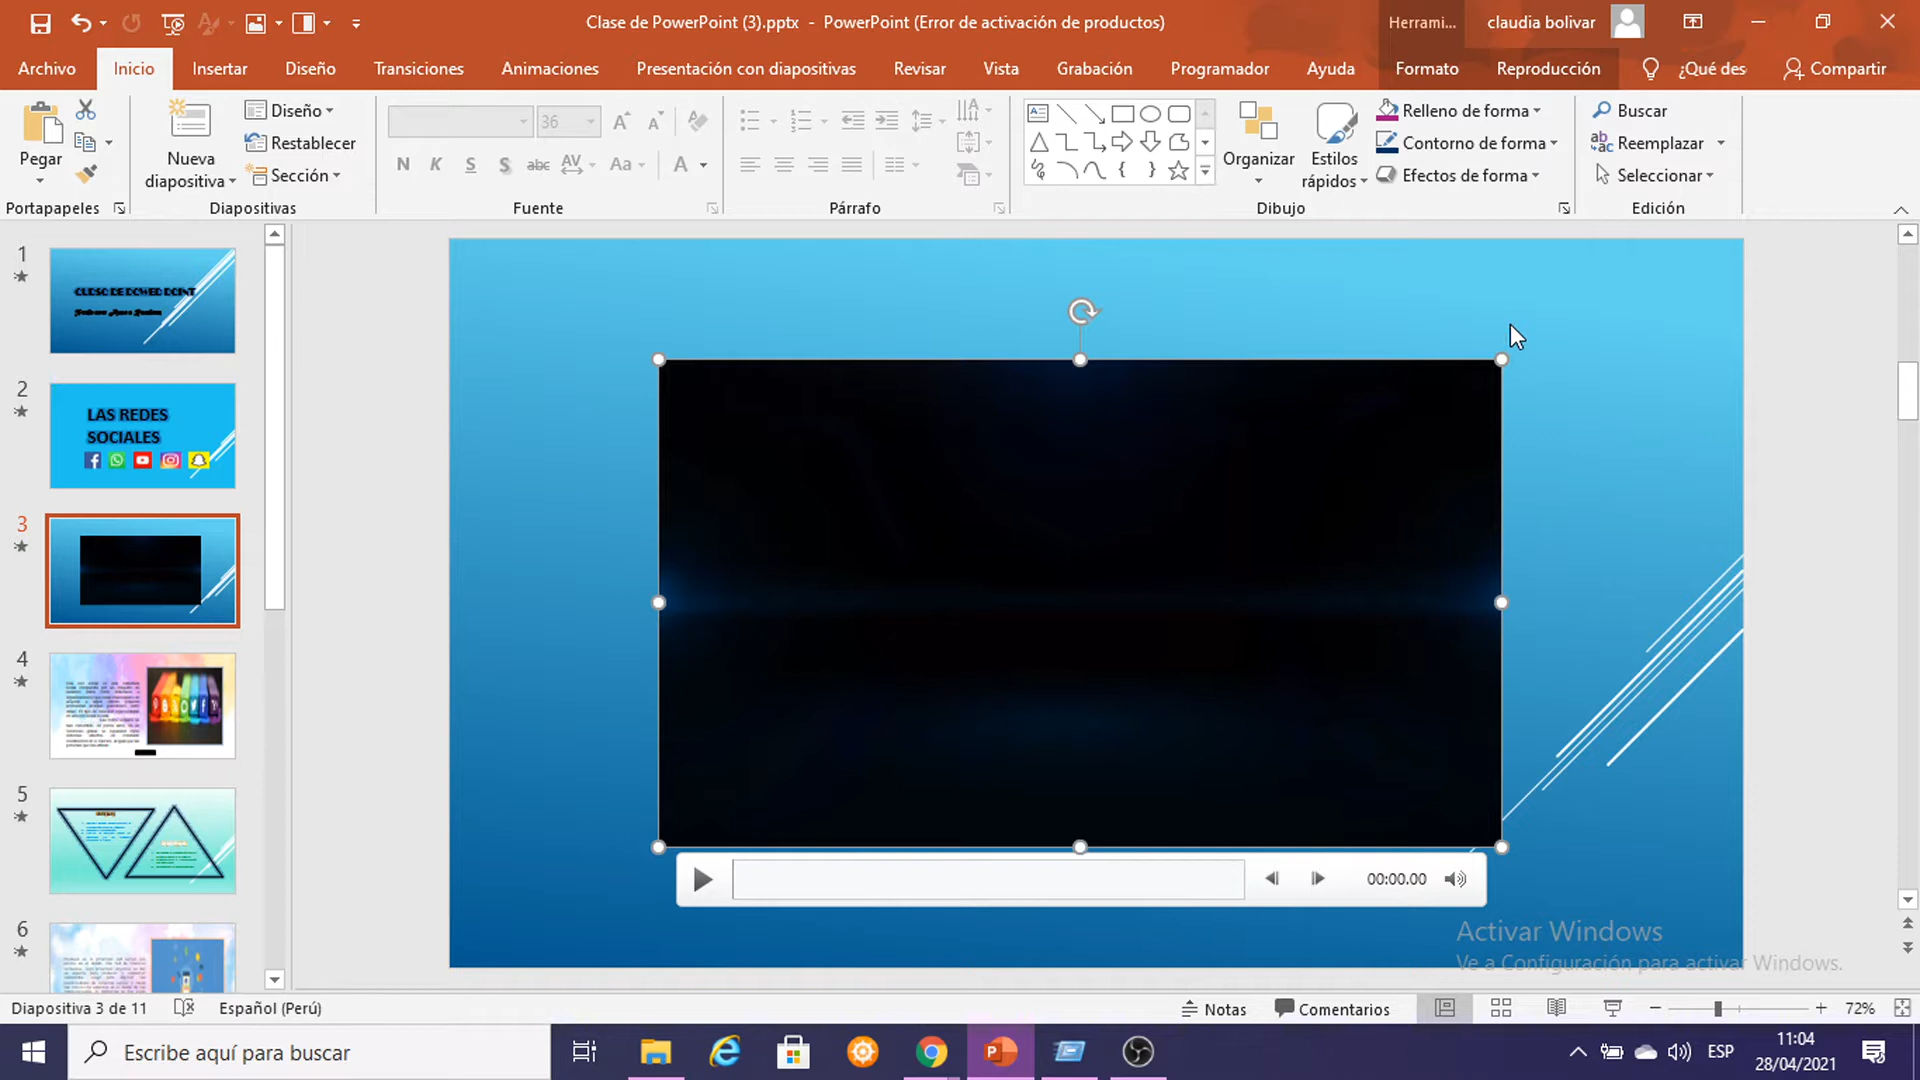 Clase de PowerPoint (3).pptx - PowerPoint (Error de activación de productos)
Herrami...
claudia bolivar
Archivo
Inicio
Insertar
Diseño
Transiciones
Animaciones
Presentación con diapositivas
Revisar
Vista
Grabación
Programador
Ayuda
Formato
Reproducción
¿Qué des
Compartir
Pegar
Nueva
diapositiva
Diseño
Restablecer
Sección
36
N K S S abc AV Aa A
Organizar
Estilos
rápidos
Relleno de forma
Contorno de forma
Efectos de forma
Buscar
Reemplazar
Seleccionar
Portapapeles
Diapositivas
Fuente
Párrafo
Dibujo
Edición
1
2
LAS REDES
SOCIALES
3
4
5
6
00:00.00
Activar Windows
Ve a Configuración para activar Windows.
Diapositiva 3 de 11
Español (Perú)
Notas
Comentarios
72%
Escribe aquí para buscar
ESP
11:04
28/04/2021